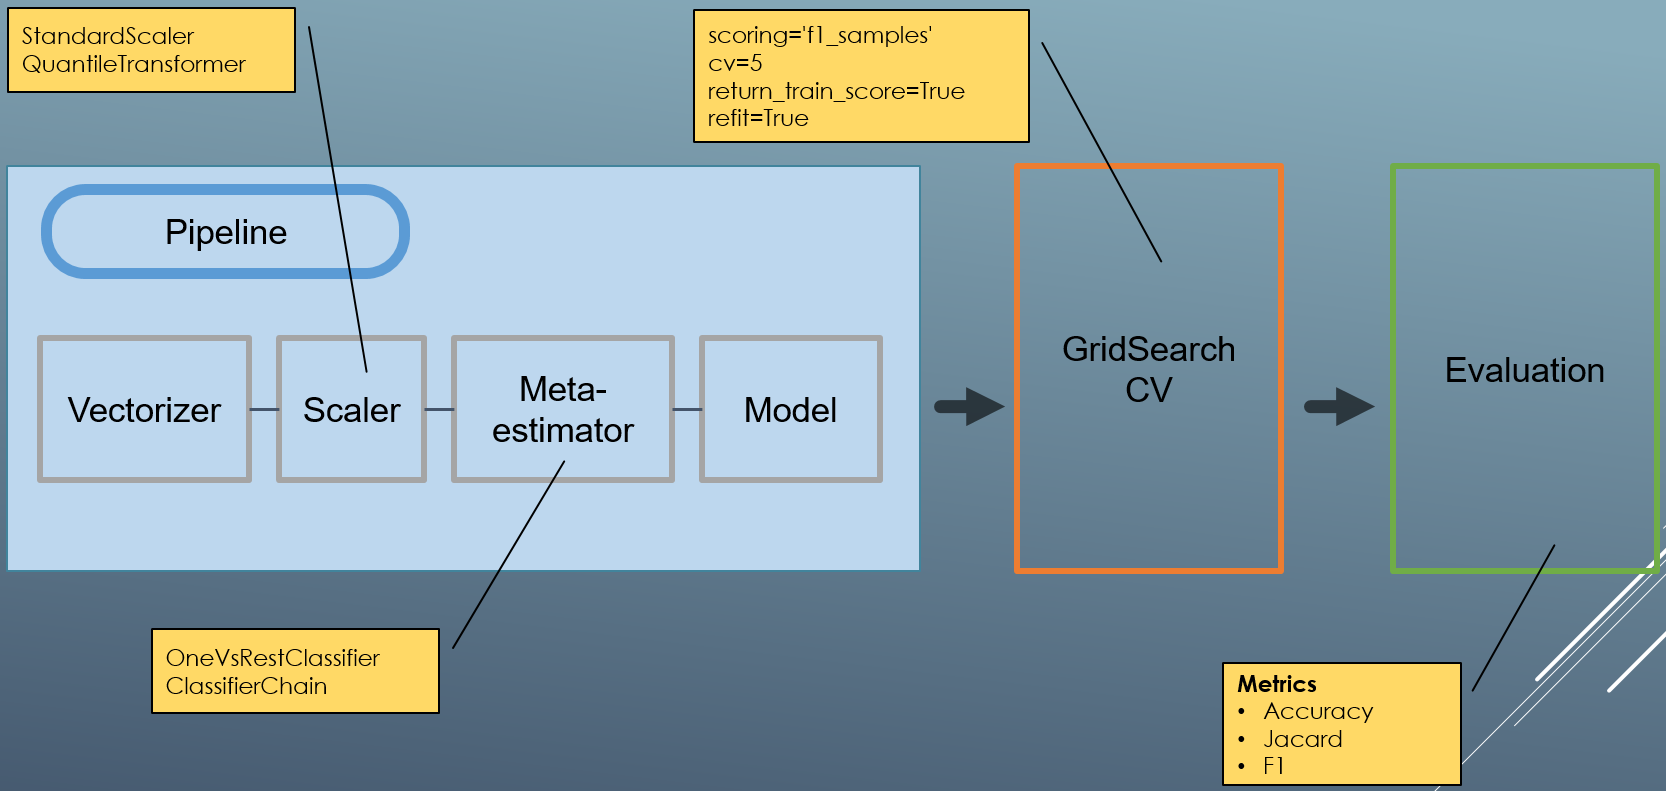 StandardScaler
QuantileTransformer
scoring='f1_samples'
cv=5
return_train_score=True
refit=True
Pipeline
Vectorizer
Scaler
Meta-
estimator
Model
GridSearch
CV
Evaluation
OneVsRestClassifier
ClassifierChain
Metrics
• Accuracy
• Jacard
• F1